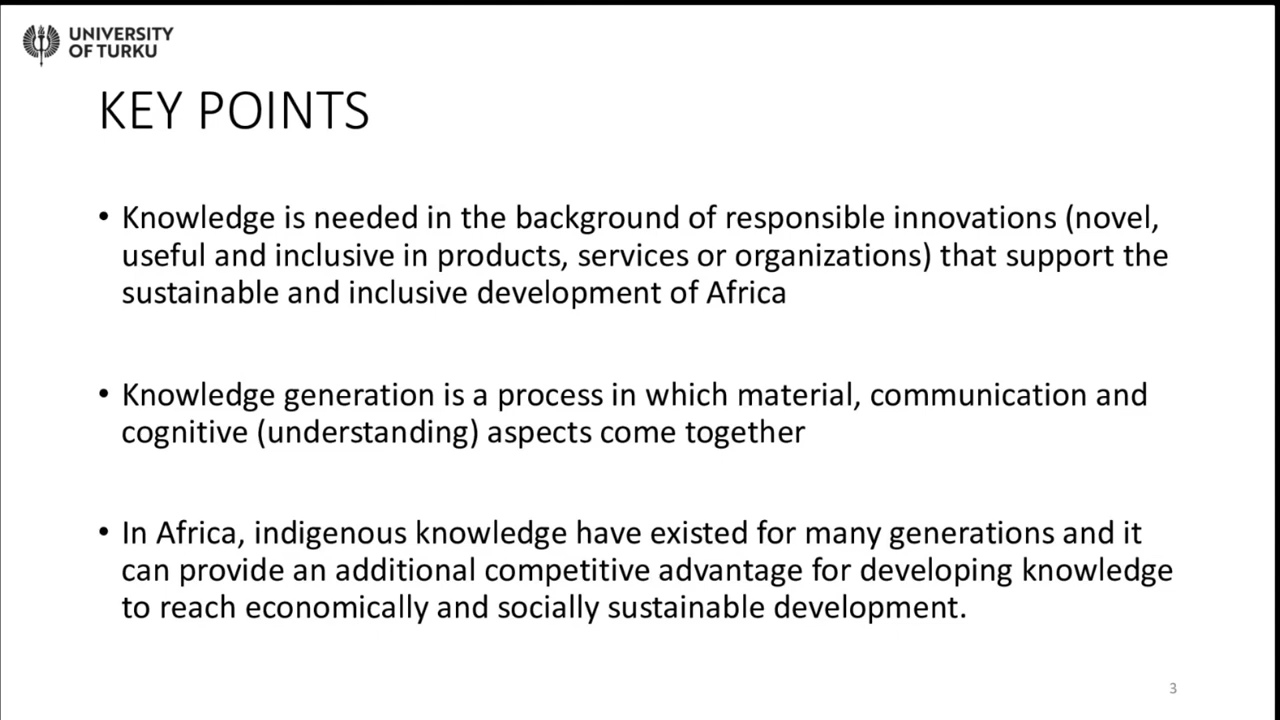 UNIVERSITY
OF TURKU
KEY POINTS
• Knowledge is needed in the background of responsible innovations (novel,
useful and inclusive in products, services or organizations) that support the
sustainable and inclusive development of Africa
• Knowledge generation is a process in which material, communication and
cognitive (understanding) aspects come together
• In Africa, indigenous knowledge have existed for many generations and it
can provide an additional competitive advantage for developing knowledge
to reach economically and socially sustainable development.
3